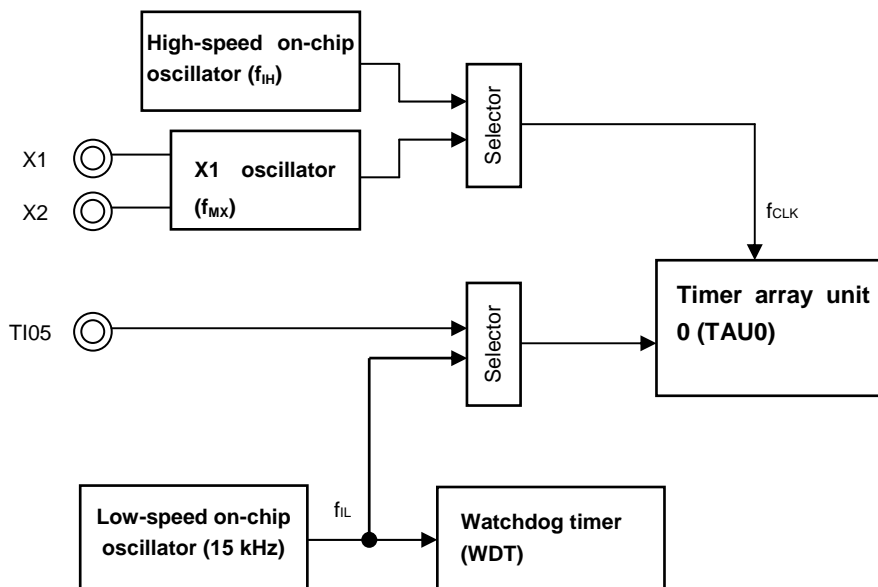 High-speed on-chip
oscillator (fIH)
Selector
X1
X1 oscillator
(fMX)
X2
fCLK
Timer array unit
0 (TAU0)
TI05
Selector
Low-speed on-chip
oscillator (15 kHz)
fIL
Watchdog timer
(WDT)